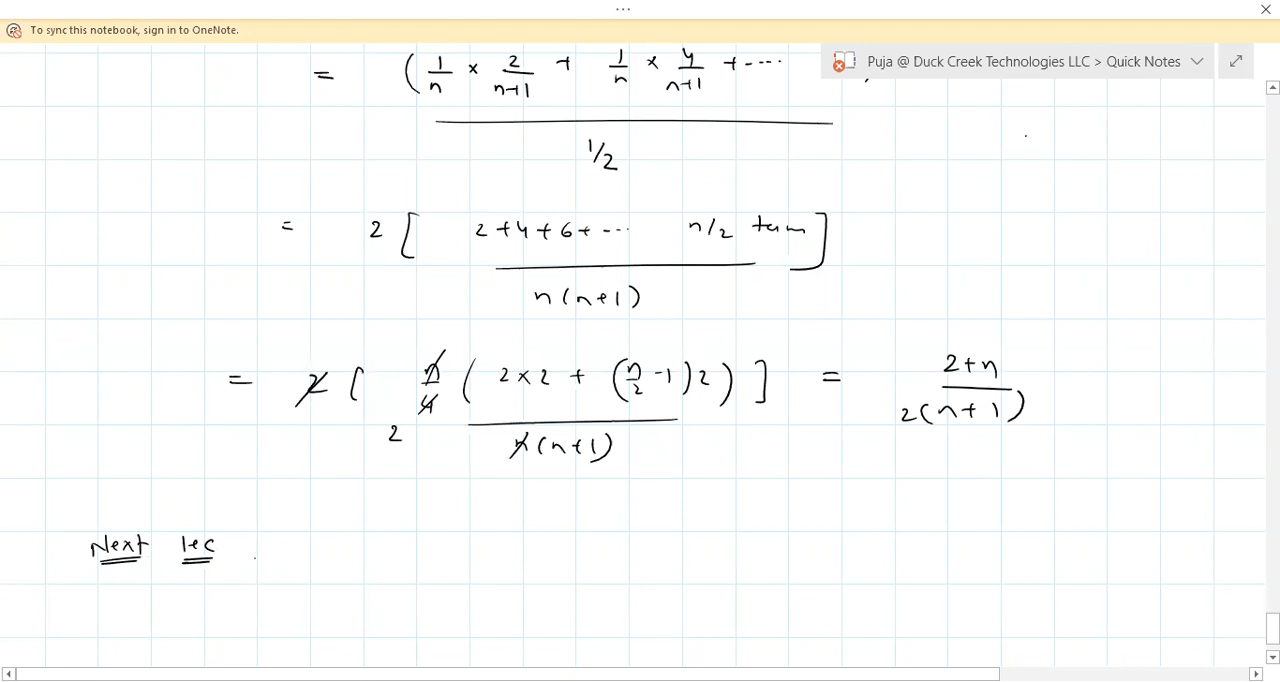 To sync this notebook, sign in to OneNote.
Puja @ Duck Creek Technologies LLC > Quick Notes
= ( 1/n × 2/(n+1) + 1/n × 4/(n+1) + ....
1/2
= 2 [ 2 + 4 + 6 + ... n/2 term ]
n(n+1)
= 2 [ n/4 ( 2×2 + (n/2 - 1) 2 ) ] = 2+n
2 n(n+1) 2(n+1)
Next lec